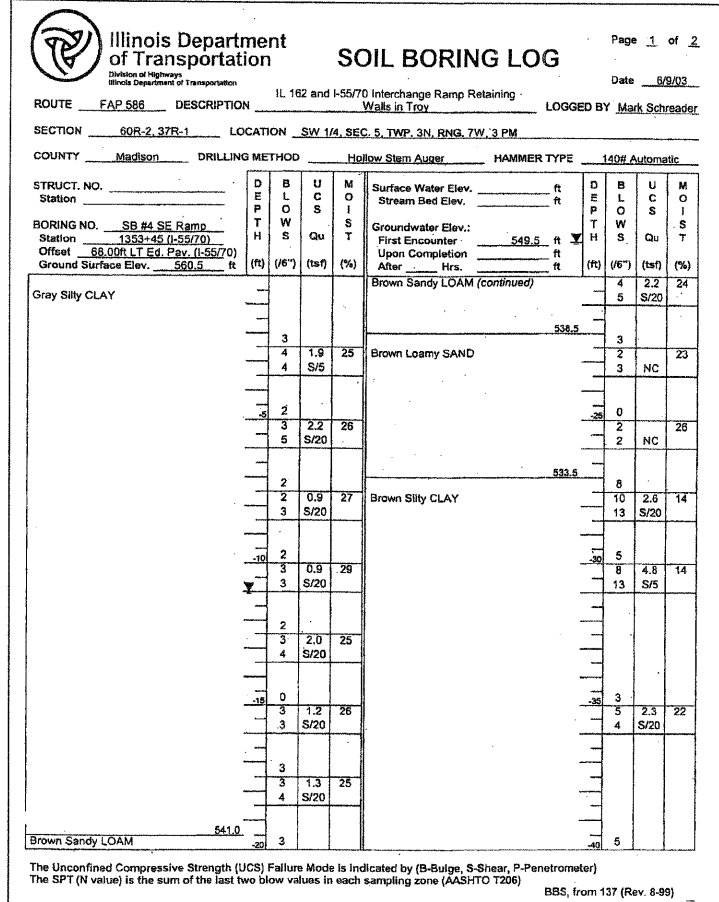 Illinois Department
of Transportation
Division of Highways
Illinois Department of Transportation
SOIL BORING LOG
Page 1 of 2
Date 6/9/03
ROUTE FAP 586 DESCRIPTION IL 162 and I-55/70 Interchange Ramp Retaining Walls in Troy LOGGED BY Mark Schreader
SECTION 60R-2, 37R-1 LOCATION SW 1/4, SEC. 5, TWP. 3N, RNG. 7W, 3 PM
COUNTY Madison DRILLING METHOD Hollow Stem Auger HAMMER TYPE 140# Automatic
STRUCT. NO.
Station
BORING NO. SB #4 SE Ramp
Station 1353+45 (I-55/70)
Offset 68.00ft LT Ed. Pav. (I-55/70)
Ground Surface Elev. 560.5 ft
DEPTH (ft) BLOWS (/6") UCS Qu (tsf) MOIST (%)
Surface Water Elev. ft
Stream Bed Elev. ft
Groundwater Elev.:
First Encounter 549.5 ft
Upon Completion ft
After Hrs. ft
DEPTH (ft) BLOWS (/6") UCS Qu (tsf) MOIST (%)
Gray Silty CLAY
3
4 1.9 25
4 S/5
-5 2
3 2.2 26
5 S/20
2
2 0.9 27
3 S/20
-10 2
3 0.9 29
3 S/20
2
3 2.0 25
4 S/20
-15 0
3 1.2 26
3 S/20
3
3 1.3 25
4 S/20
541.0
Brown Sandy LOAM
-20 3
Brown Sandy LOAM (continued)
4 2.2 24
5 S/20
538.5
3
Brown Loamy SAND
2 23
3 NC
-25 0
2 26
2 NC
533.5
8
Brown Silty CLAY
10 2.6 14
13 S/20
-30 5
8 4.8 14
13 S/5
-35 3
5 2.3 22
4 S/20
-40 5
The Unconfined Compressive Strength (UCS) Failure Mode is indicated by (B-Bulge, S-Shear, P-Penetrometer)
The SPT (N value) is the sum of the last two blow values in each sampling zone (AASHTO T206)
BBS, from 137 (Rev. 8-99)